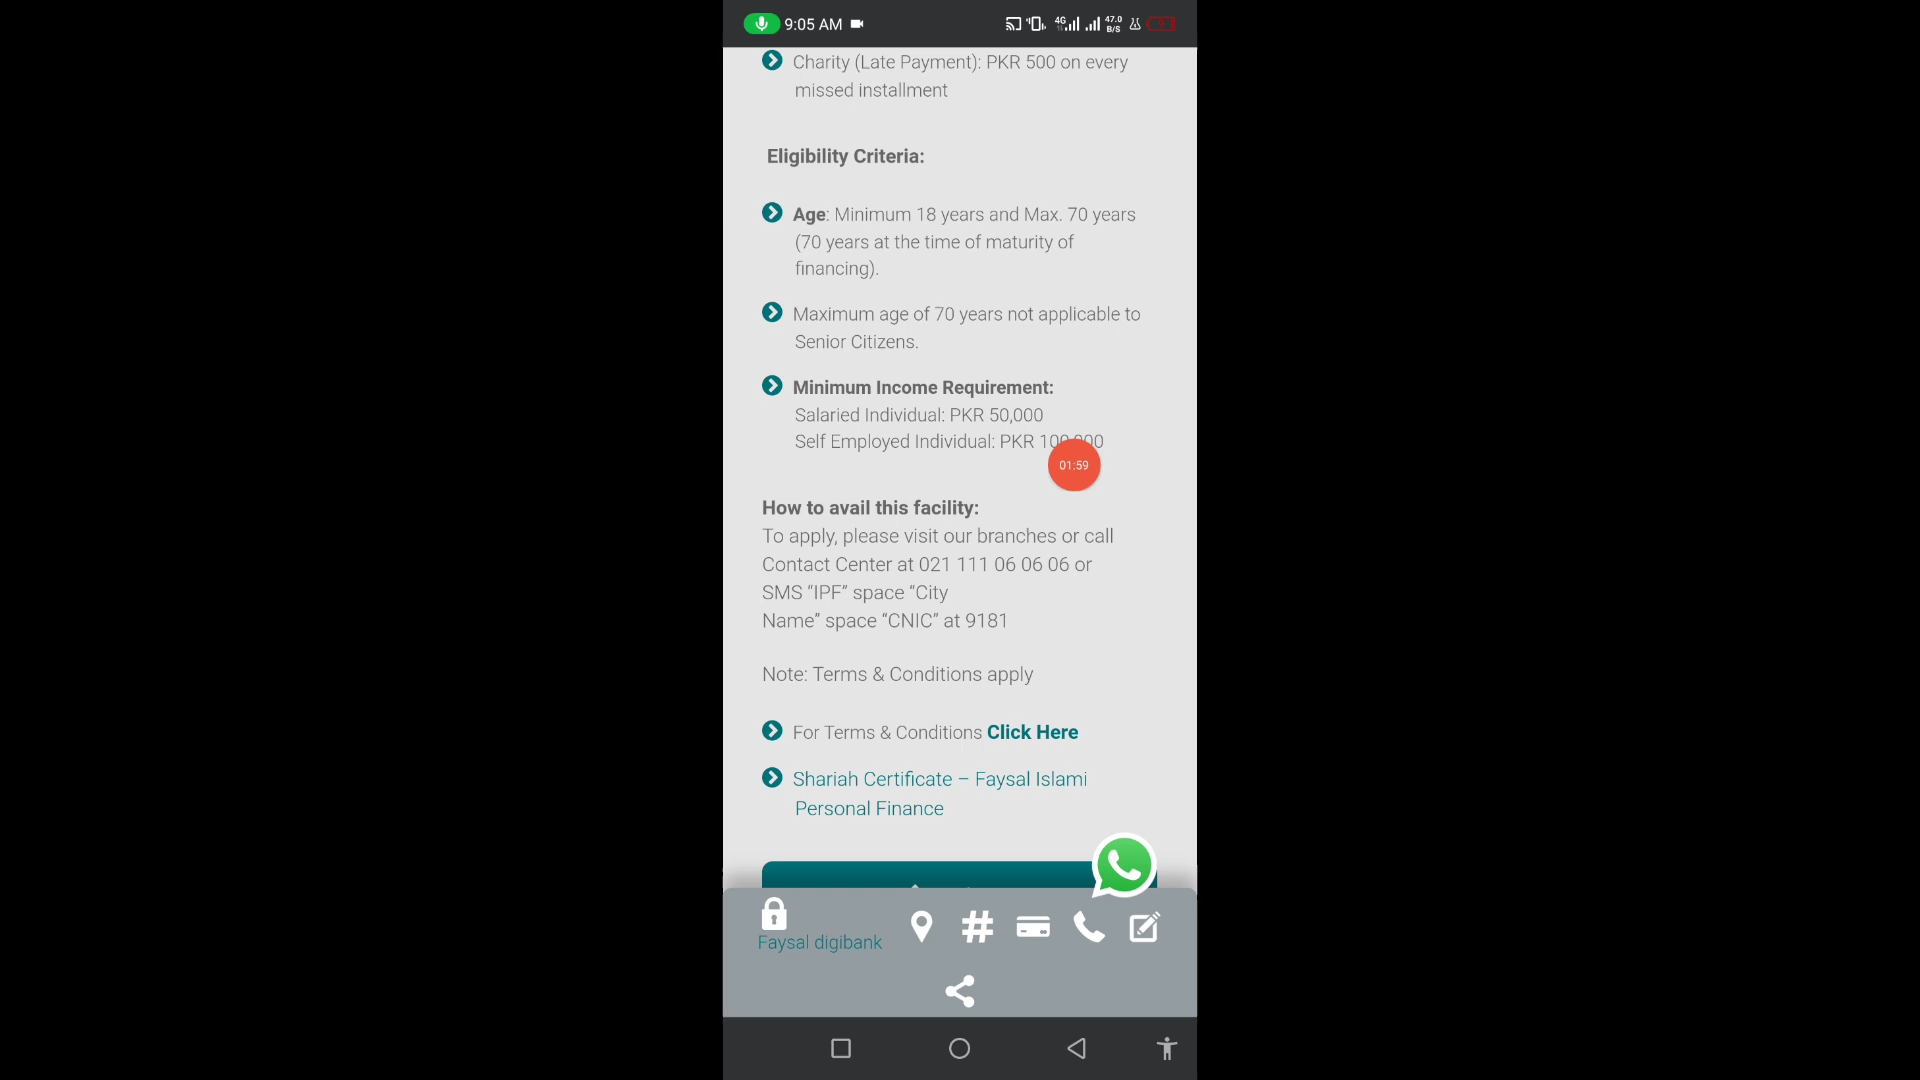 9:05 AM
4G
47.0
B/S
Charity (Late Payment): PKR 500 on every
missed installment
Eligibility Criteria:
Age: Minimum 18 years and Max. 70 years
(70 years at the time of maturity of
financing).
Maximum age of 70 years not applicable to
Senior Citizens.
Minimum Income Requirement:
Salaried Individual: PKR 50,000
Self Employed Individual: PKR 100,000
01:59
How to avail this facility:
To apply, please visit our branches or call
Contact Center at 021 111 06 06 06 or
SMS “IPF” space “City
Name” space “CNIC” at 9181
Note: Terms & Conditions apply
For Terms & Conditions Click Here
Shariah Certificate – Faysal Islami
Personal Finance
Faysal digibank